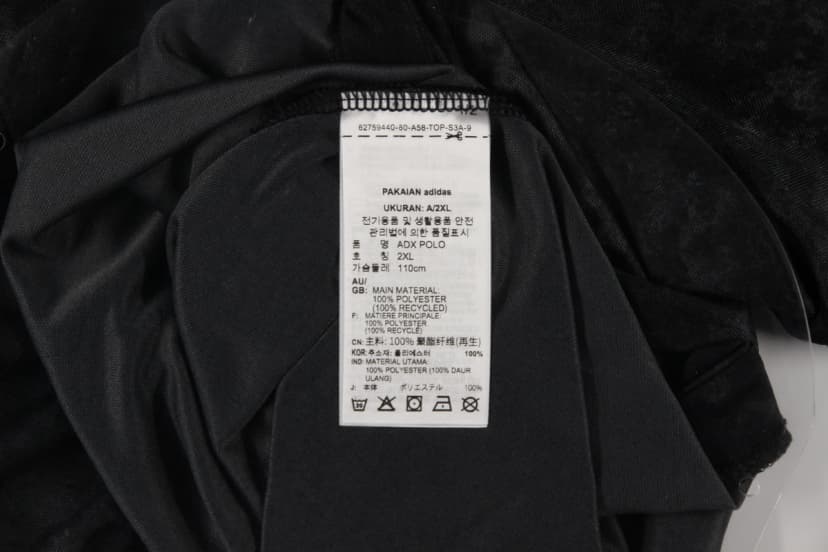 62759440-80-A58-TOP-S3A-9
PAKAIAN adidas
UKURAN: A/2XL
전기용품 및 생활용품 안전
관리법에 의한 품질표시
품 명 ADX POLO
호 칭 2XL
가슴둘레 110cm
AU/
GB: MAIN MATERIAL:
100% POLYESTER
(100% RECYCLED)
F: MATIÈRE PRINCIPALE:
100% POLYESTER
(100% RECYCLÉ)
CN: 主料: 100% 聚酯纤维(再生)
KOR: 주소재: 폴리에스터 100%
IND: MATERIAL UTAMA:
100% POLYESTER (100% DAUR
ULANG)
J: 本体 ポリエステル 100%